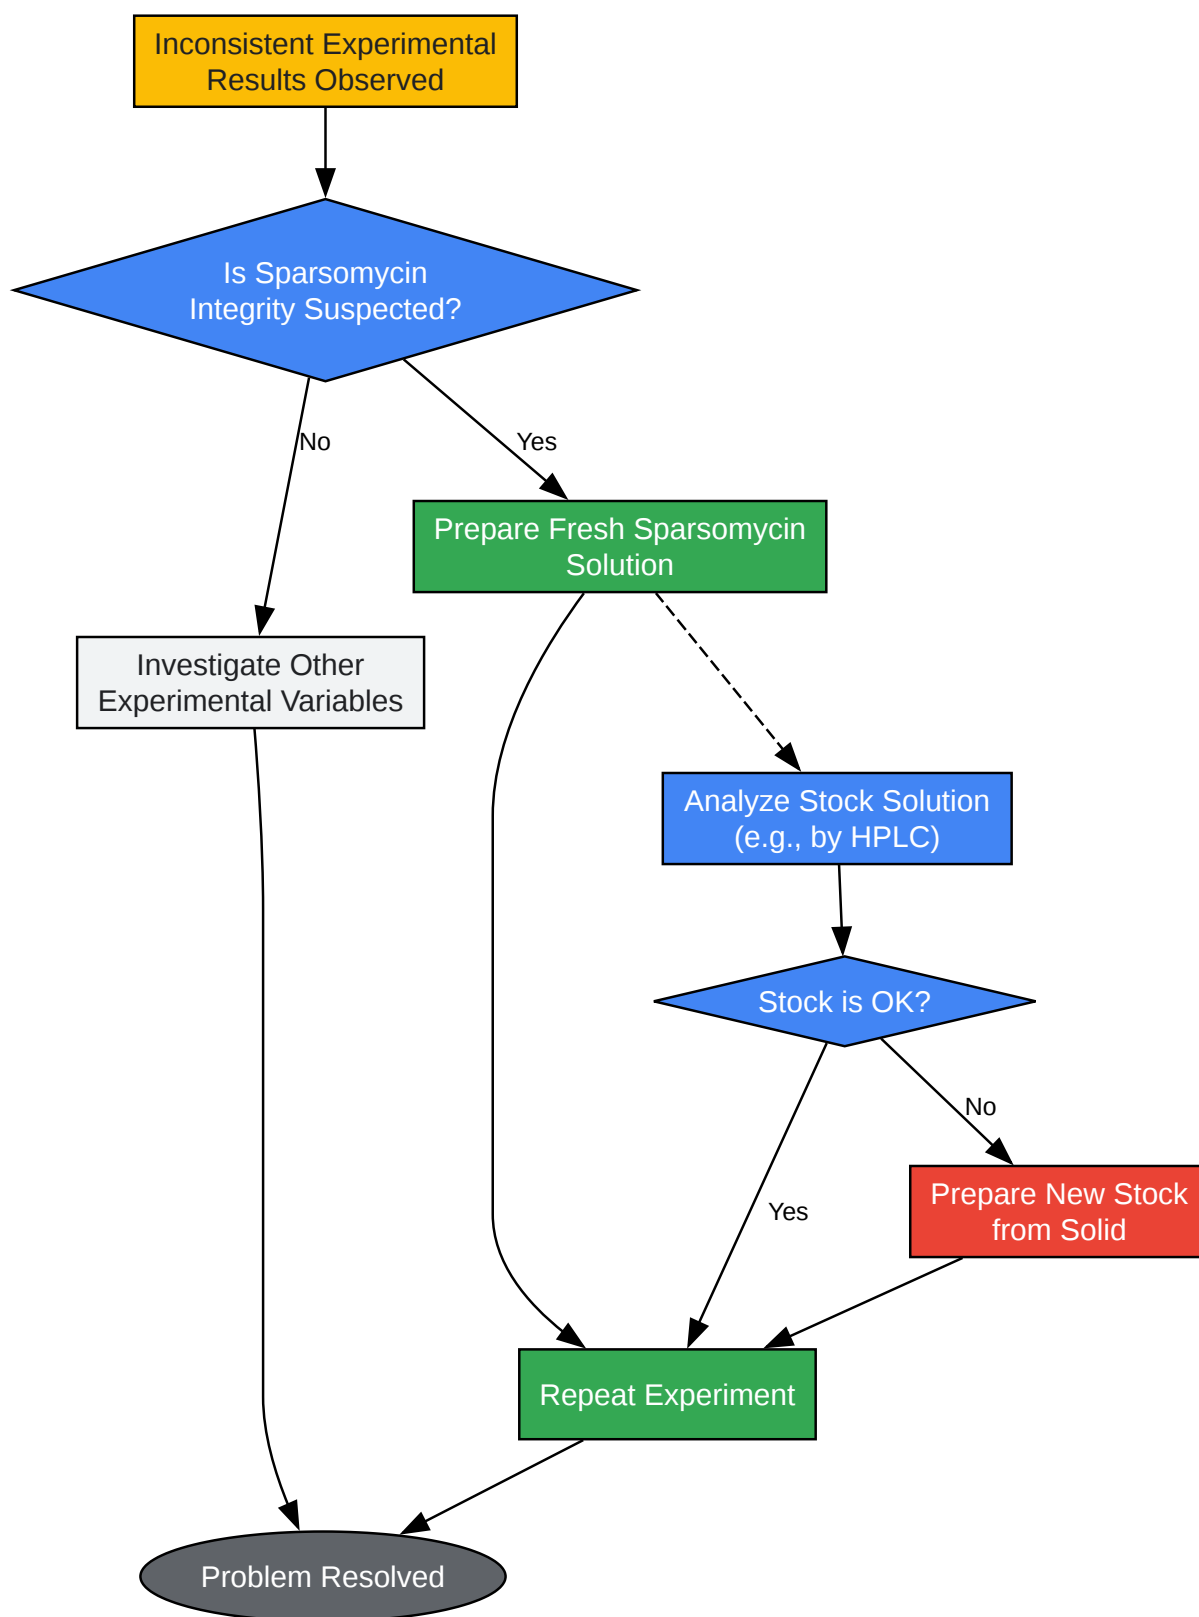 Inconsistent Experimental
Results Observed
Is Sparsomycin
Integrity Suspected?
No
Yes
Prepare Fresh Sparsomycin
Solution
Investigate Other
Experimental Variables
Analyze Stock Solution
(e.g., by HPLC)
Stock is OK?
No
Yes
Prepare New Stock
from Solid
Repeat Experiment
Problem Resolved